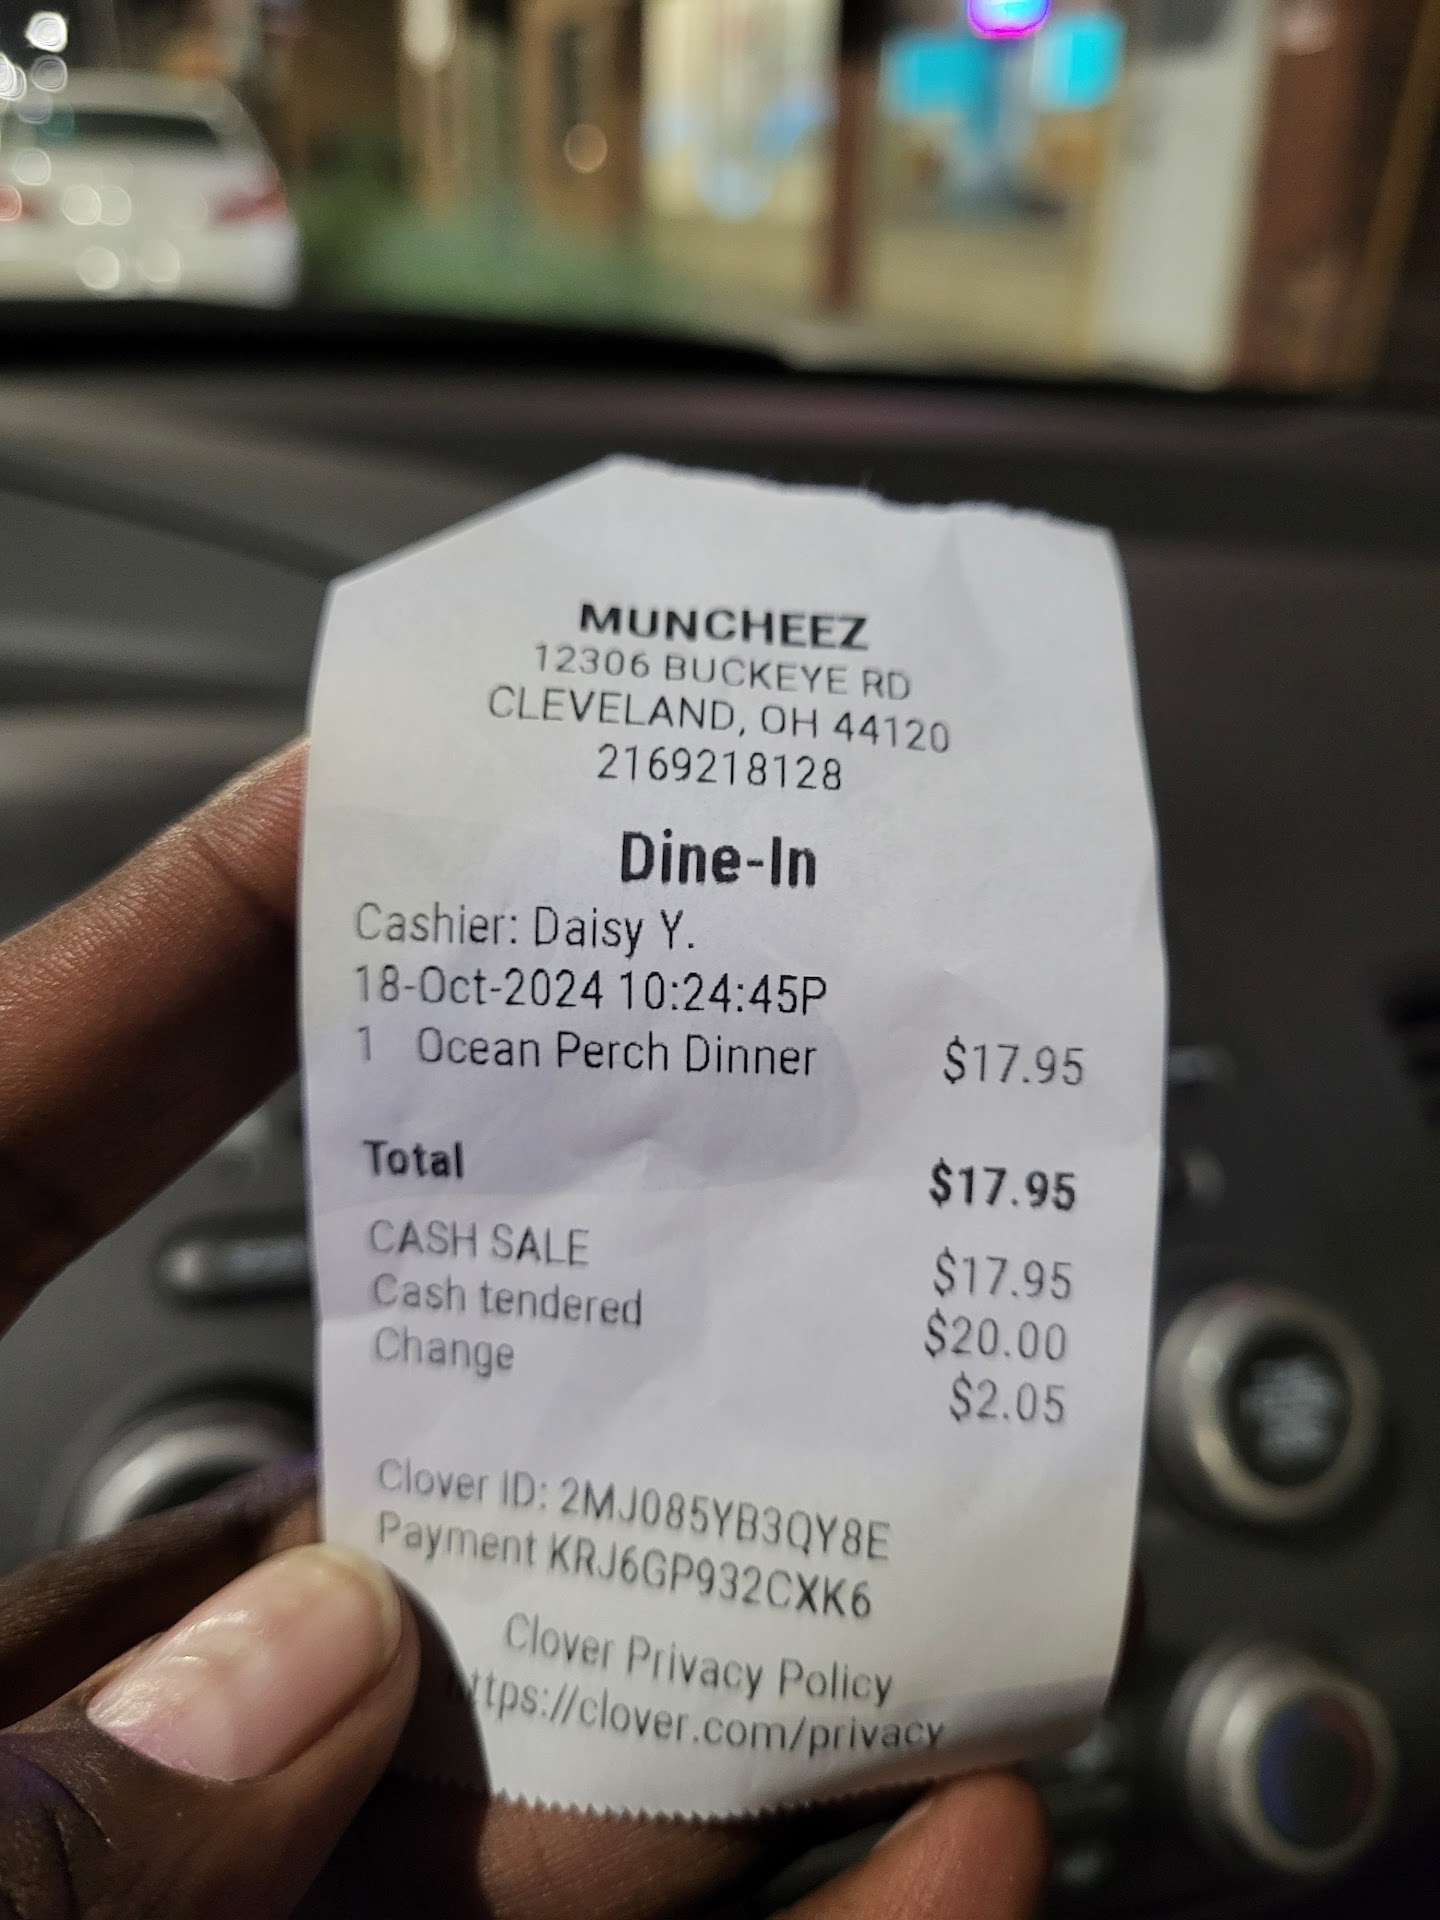 MUNCHEEZ
12306 BUCKEYE RD
CLEVELAND, OH 44120
2169218128
Dine-In
Cashier: Daisy Y.
18-Oct-2024 10:24:45P
1 Ocean Perch Dinner $17.95
Total $17.95
CASH SALE $17.95
Cash tendered $20.00
Change $2.05
Clover ID: 2MJ085YB3QY8E
Payment KRJ6GP932CXK6
Clover Privacy Policy
ttps://clover.com/privacy